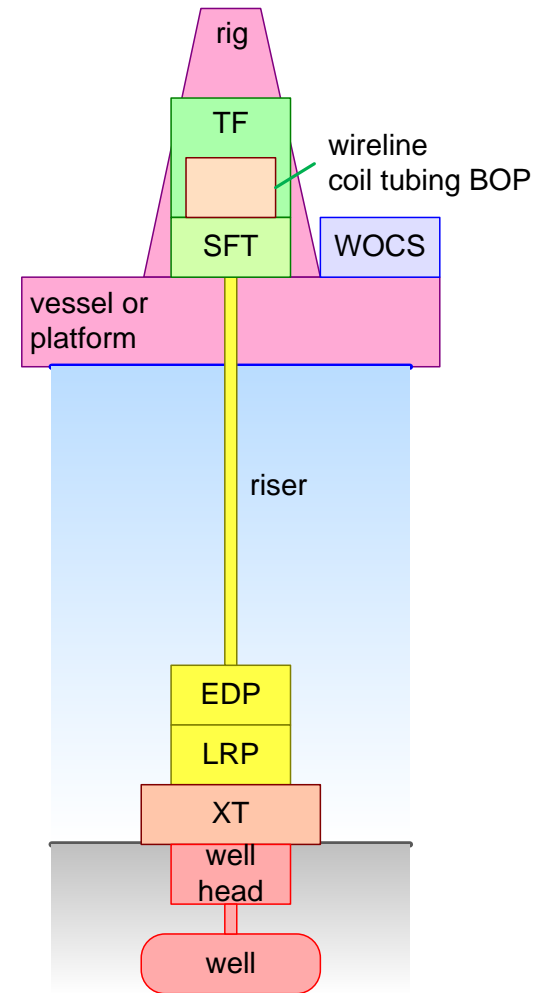 rig
TF
wireline
coil tubing BOP
SFT
WOCS
vessel or
platform
riser
EDP
LRP
XT
well
head
well